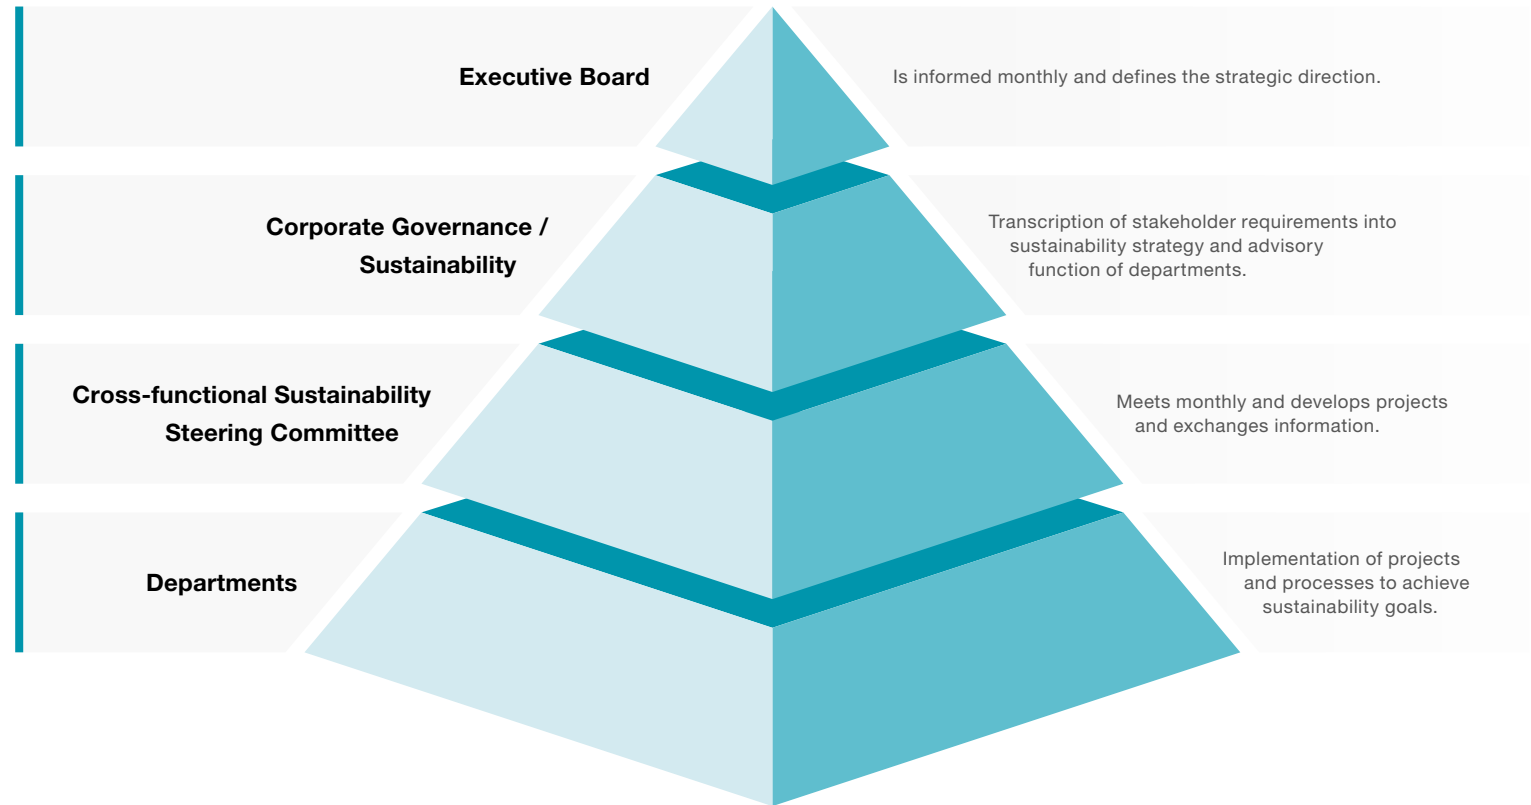 Executive Board
Is informed monthly and defines the strategic direction.
Corporate Governance /
Sustainability
Transcription of stakeholder requirements into
sustainability strategy and advisory
function of departments.
Cross-functional Sustainability
Steering Committee
Meets monthly and develops projects
and exchanges information.
Departments
Implementation of projects
and processes to achieve
sustainability goals.